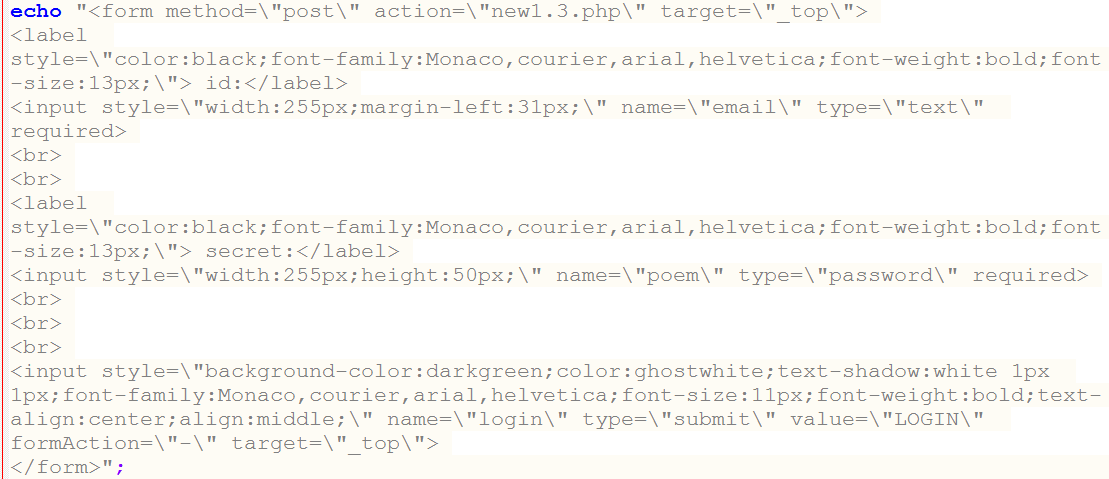 echo "<form method=\"post\" action=\"new1.3.php\" target=\"_top\">
<label
style=\"color:black;font-family:Monaco,courier,arial,helvetica;font-weight:bold;font
-size:13px;\"> id:</label>
<input style=\"width:255px;margin-left:31px;\" name=\"email\" type=\"text\"
required>
<br>
<br>
<label
style=\"color:black;font-family:Monaco,courier,arial,helvetica;font-weight:bold;font
-size:13px;\"> secret:</label>
<input style=\"width:255px;height:50px;\" name=\"poem\" type=\"password\" required>
<br>
<br>
<br>
<input style=\"background-color:darkgreen;color:ghostwhite;text-shadow:white 1px
1px;font-family:Monaco,courier,arial,helvetica;font-size:11px;font-weight:bold;text-
align:center;align:middle;\" name=\"login\" type=\"submit\" value=\"LOGIN\"
formAction=\"-\" target=\"_top\">
</form>";